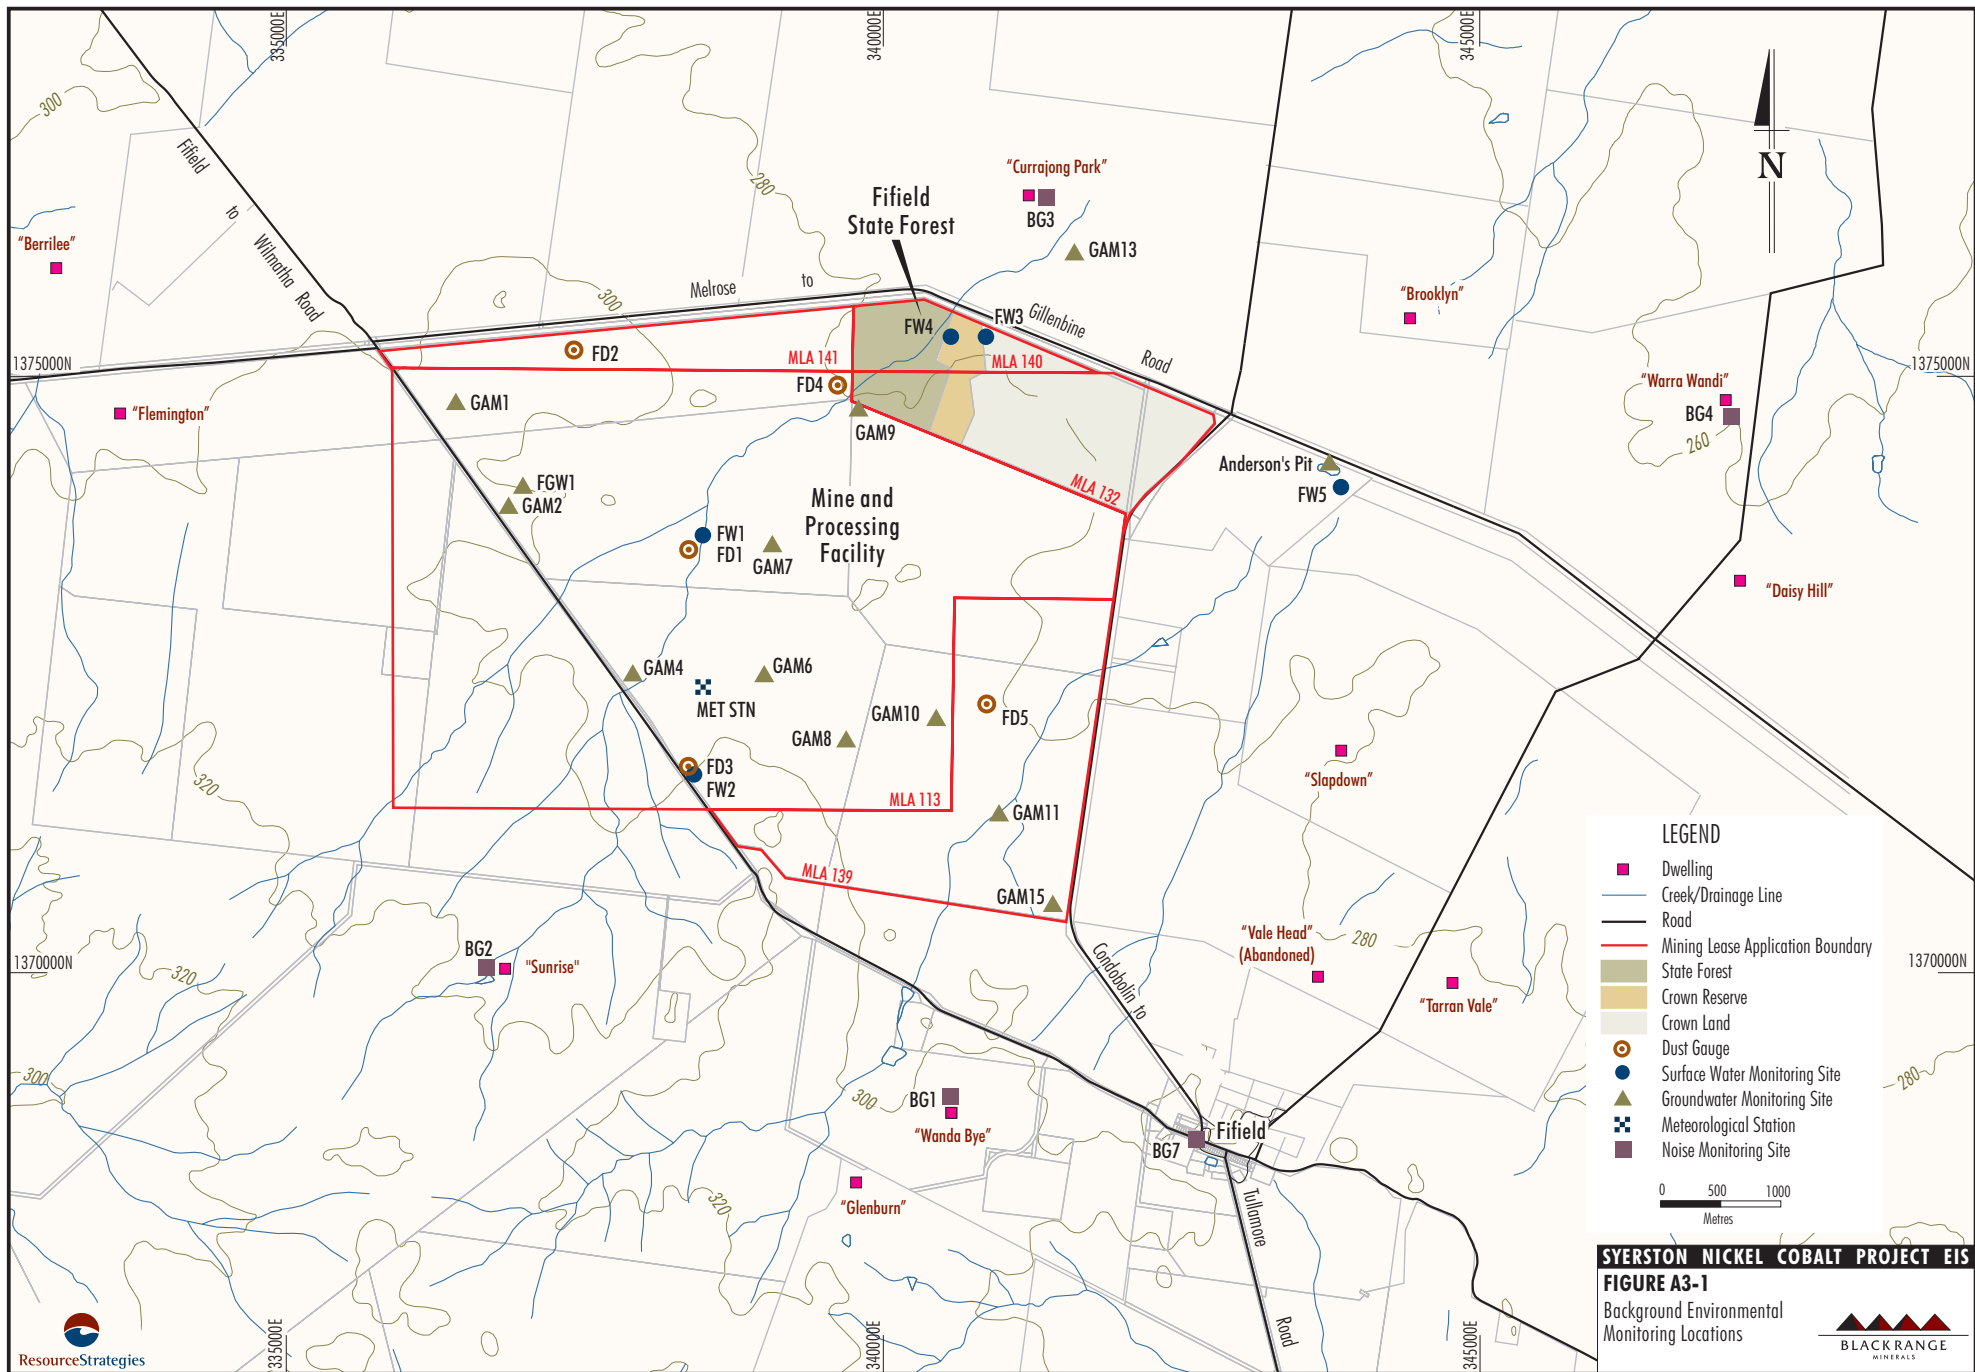 335000E
340000E
345000E
300
Fifield
to
Wilmatha Road
280
"Currajong Park"
BG3
GAM13
Fifield
State Forest
N
"Berrilee"
Melrose
to
300
Gillenbine
Road
"Brooklyn"
FW4
FW3
1375000N
FD2
MLA 141
MLA 140
1375000N
FD4
"Warra Wandi"
BG4
260
"Flemington"
GAM1
GAM9
Anderson's Pit
FW5
MLA 132
FGW1
GAM2
Mine and
Processing
Facility
FW1
FD1
GAM7
"Daisy Hill"
GAM4
GAM6
MET STN
GAM10
FD5
GAM8
"Slapdown"
320
FD3
FW2
MLA 113
GAM11
MLA 139
GAM15
LEGEND
Dwelling
Creek/Drainage Line
Road
Mining Lease Application Boundary
State Forest
Crown Reserve
Crown Land
Dust Gauge
Surface Water Monitoring Site
Groundwater Monitoring Site
Meteorological Station
Noise Monitoring Site
0 500 1000
Metres
1370000N
320
BG2
"Sunrise"
Condobolin to
"Vale Head"
(Abandoned)
280
"Tarran Vale"
1370000N
300
300
BG1
"Wanda Bye"
BG7
Fifield
280
"Glenburn"
320
Tullamore
Road
335000E
340000E
345000E
ResourceStrategies
SYERSTON NICKEL COBALT PROJECT EIS
FIGURE A3-1
Background Environmental
Monitoring Locations
BLACK RANGE
MINERALS